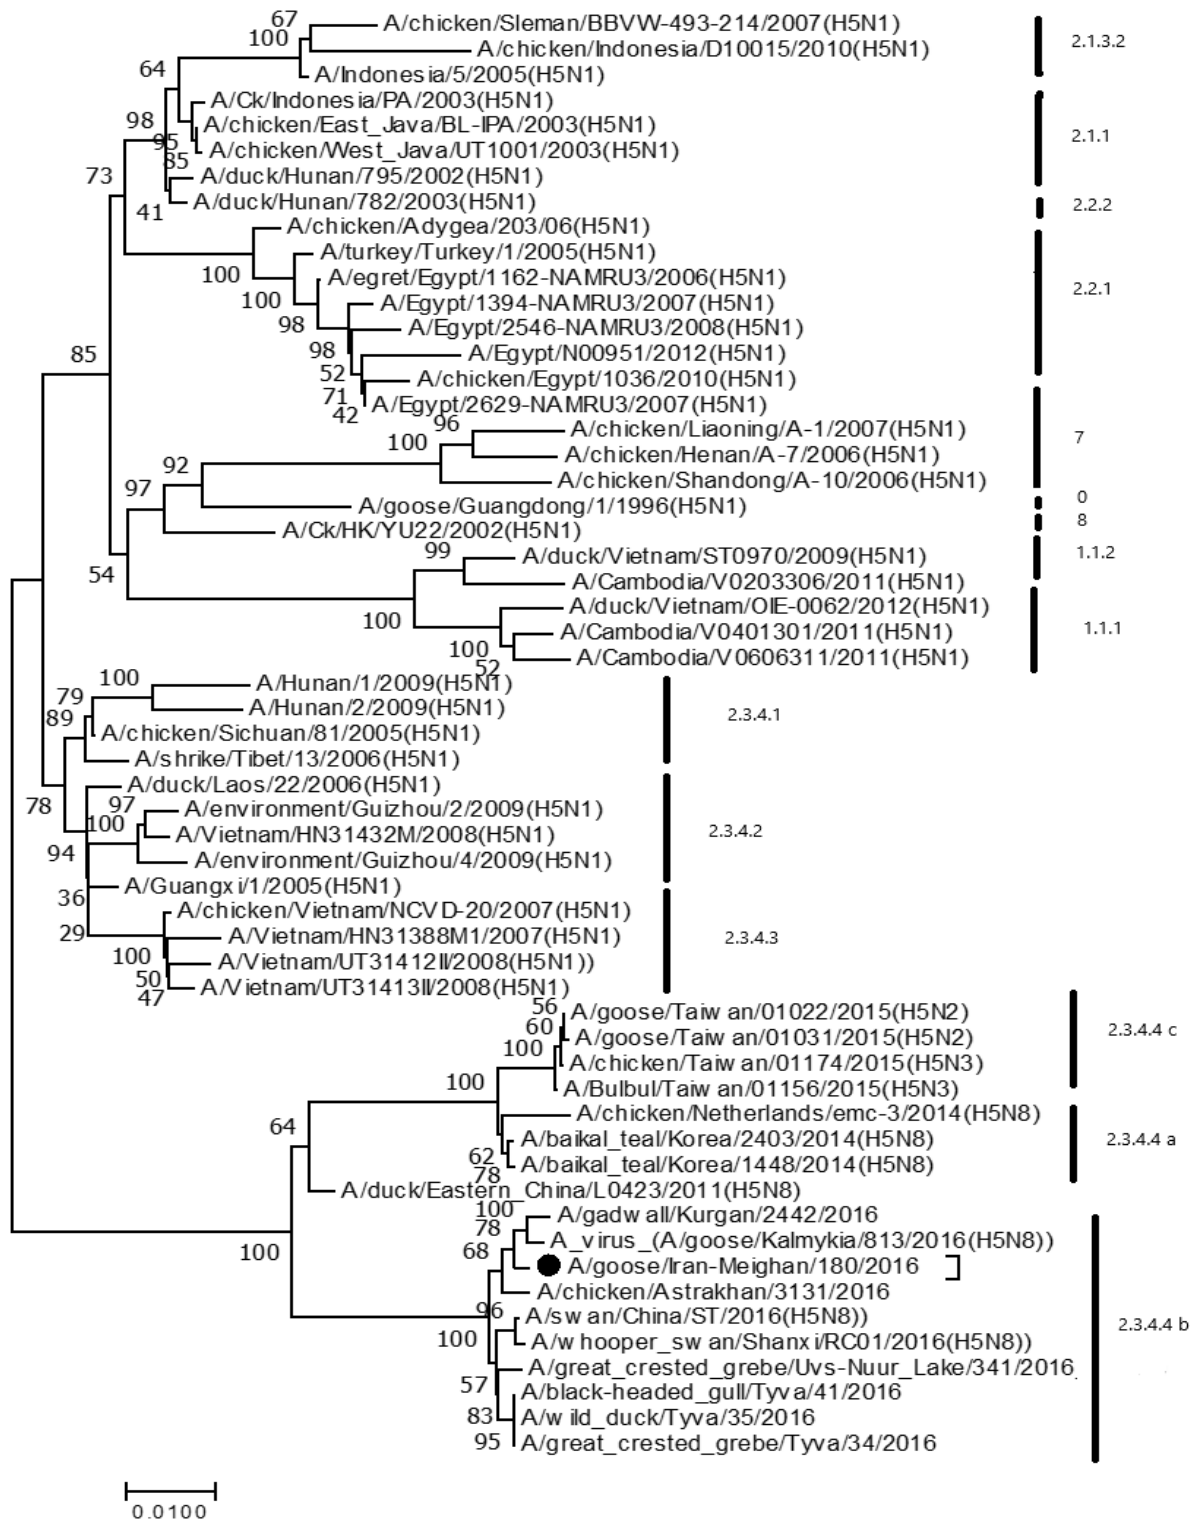 67
A/chicken/Sleman/BBVW-493-214/2007(H5N1)
100
A/chicken/Indonesia/D10015/2010(H5N1)
2.1.3.2
64
A/Indonesia/5/2005(H5N1)
A/Ck/Indonesia/PA/2003(H5N1)
98
A/chicken/East_Java/BL-IPA/2003(H5N1)
95
2.1.1
A/chicken/West_Java/UT1001/2003(H5N1)
85
73
A/duck/Hunan/795/2002(H5N1)
A/duck/Hunan/782/2003(H5N1)
2.2.2
41
A/chicken/Adygea/203/06(H5N1)
A/turkey/Turkey/1/2005(H5N1)
100
A/egret/Egypt/1162-NAMRU3/2006(H5N1)
2.2.1
100
A/Egypt/1394-NAMRU3/2007(H5N1)
98
A/Egypt/2546-NAMRU3/2008(H5N1)
85
98
A/Egypt/N00951/2012(H5N1)
52
A/chicken/Egypt/1036/2010(H5N1)
71
A/Egypt/2629-NAMRU3/2007(H5N1)
42
96
A/chicken/Liaoning/A-1/2007(H5N1)
7
100
A/chicken/Henan/A-7/2006(H5N1)
92
A/chicken/Shandong/A-10/2006(H5N1)
97
0
A/goose/Guangdong/1/1996(H5N1)
8
A/Ck/HK/YU22/2002(H5N1)
99
A/duck/Vietnam/ST0970/2009(H5N1)
1.1.2
54
A/Cambodia/V0203306/2011(H5N1)
A/duck/Vietnam/OIE-0062/2012(H5N1)
100
A/Cambodia/V0401301/2011(H5N1)
1.1.1
100
A/Cambodia/V0606311/2011(H5N1)
52
100
A/Hunan/1/2009(H5N1)
79
A/Hunan/2/2009(H5N1)
2.3.4.1
89
A/chicken/Sichuan/81/2005(H5N1)
A/shrike/Tibet/13/2006(H5N1)
A/duck/Laos/22/2006(H5N1)
78
97
A/environment/Guizhou/2/2009(H5N1)
100
A/Vietnam/HN31432M/2008(H5N1)
2.3.4.2
94
A/environment/Guizhou/4/2009(H5N1)
A/Guangxi/1/2005(H5N1)
36
A/chicken/Vietnam/NCVD-20/2007(H5N1)
29
A/Vietnam/HN31388M1/2007(H5N1)
2.3.4.3
100
A/Vietnam/UT31412II/2008(H5N1))
50
A/Vietnam/UT31413II/2008(H5N1)
47
56
A/goose/Taiwan/01022/2015(H5N2)
60
2.3.4.4 c
A/goose/Taiwan/01031/2015(H5N2)
100
A/chicken/Taiwan/01174/2015(H5N3)
100
A/Bulbul/Taiwan/01156/2015(H5N3)
64
A/chicken/Netherlands/emc-3/2014(H5N8)
A/baikal_teal/Korea/2403/2014(H5N8)
2.3.4.4 a
62
A/baikal_teal/Korea/1448/2014(H5N8)
78
A/duck/Eastern_China/L0423/2011(H5N8)
100
A/gadwall/Kurgan/2442/2016
78
A_virus_(A/goose/Kalmykia/813/2016(H5N8))
68
100
A/goose/Iran-Meighan/180/2016
A/chicken/Astrakhan/3131/2016
96
A/swan/China/ST/2016(H5N8))
2.3.4.4 b
100
A/whooper_swan/Shanxi/RC01/2016(H5N8))
A/great_crested_grebe/Uvs-Nuur_Lake/341/2016
57
A/black-headed_gull/Tyva/41/2016
83
A/wild_duck/Tyva/35/2016
95
A/great_crested_grebe/Tyva/34/2016
0.0100